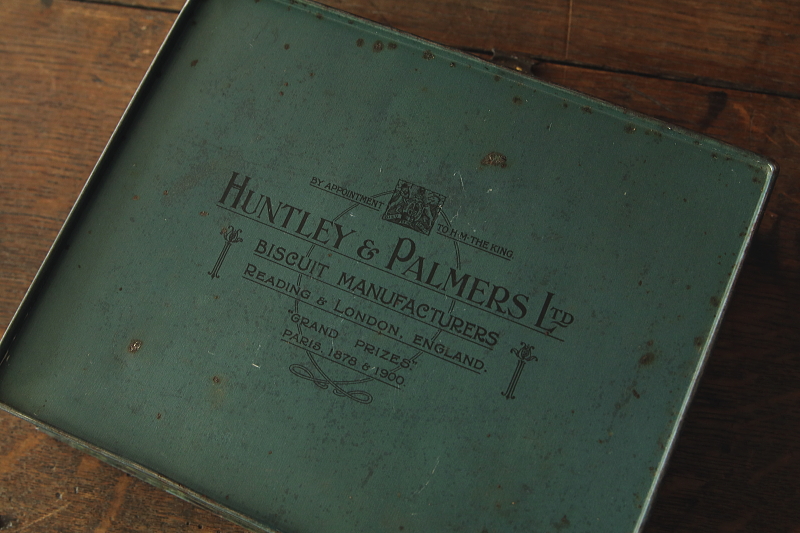 BY APPOINTMENT
TO H·M·THE KING.
HUNTLEY & PALMERS LTD
BISCUIT MANUFACTURERS
READING & LONDON, ENGLAND.
"GRAND PRIZES"
PARIS, 1878 & 1900.